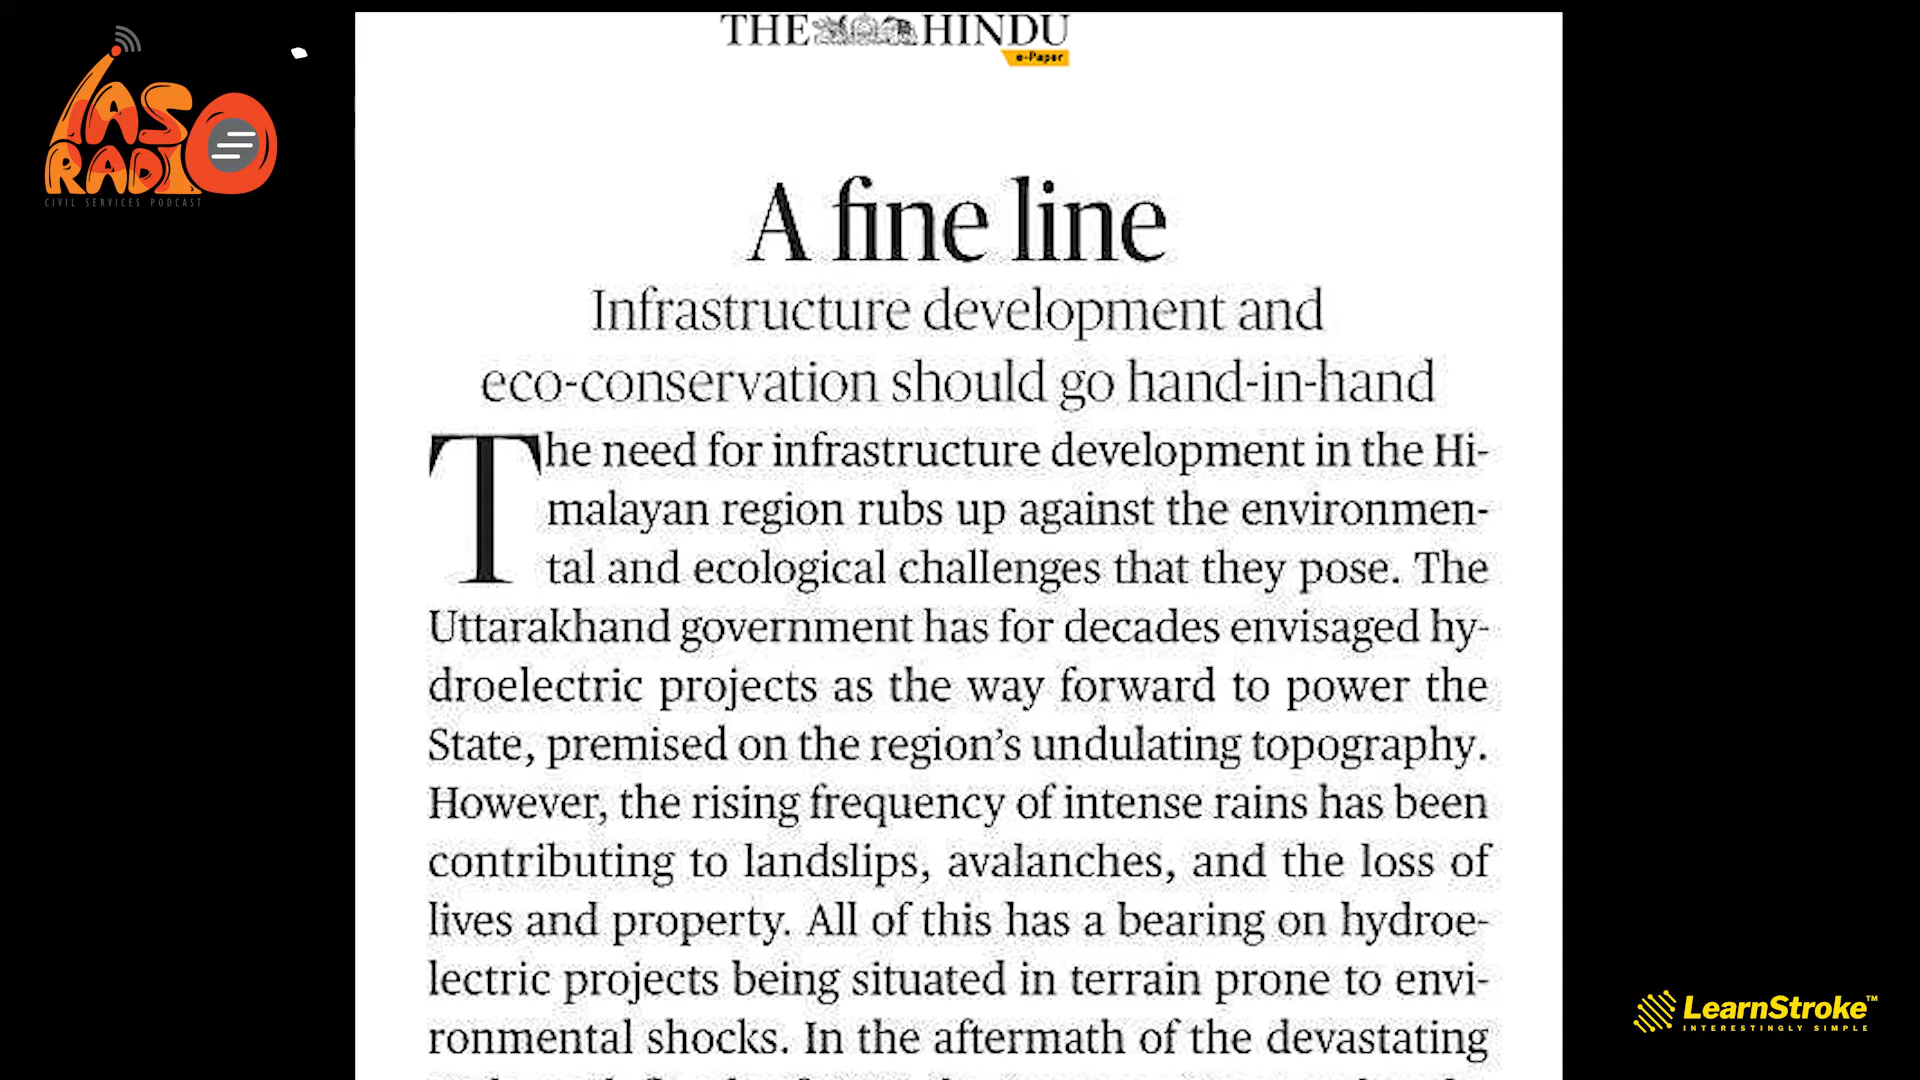 IAS
RADIO
CIVIL SERVICES PODCAST
THE HINDU
e-Paper
A fine line
Infrastructure development and
eco-conservation should go hand-in-hand
The need for infrastructure development in the Hi-
malayan region rubs up against the environmen-
tal and ecological challenges that they pose. The
Uttarakhand government has for decades envisaged hy-
droelectric projects as the way forward to power the
State, premised on the region’s undulating topography.
However, the rising frequency of intense rains has been
contributing to landslips, avalanches, and the loss of
lives and property. All of this has a bearing on hydroe-
lectric projects being situated in terrain prone to envi-
ronmental shocks. In the aftermath of the devastating
LearnStroke™
INTERESTINGLY SIMPLE